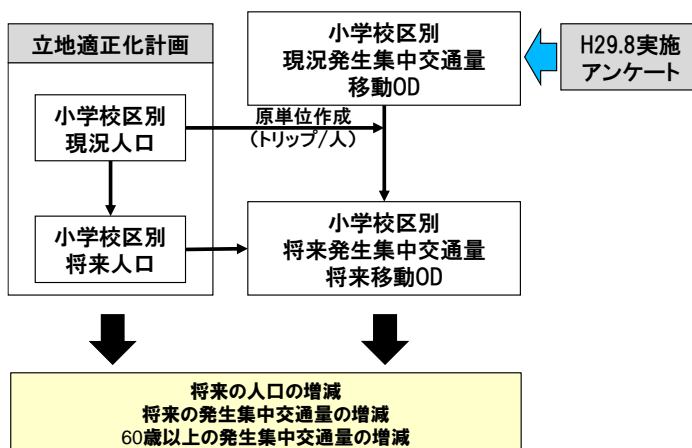 立地適正化計画
小学校区別
現況人口
小学校区別
将来人口
小学校区別
現況発生集中交通量
移動OD
H29.8実施
アンケート
原単位作成
(トリップ/人)
小学校区別
将来発生集中交通量
将来移動OD
将来の人口の増減
将来の発生集中交通量の増減
60歳以上の発生集中交通量の増減